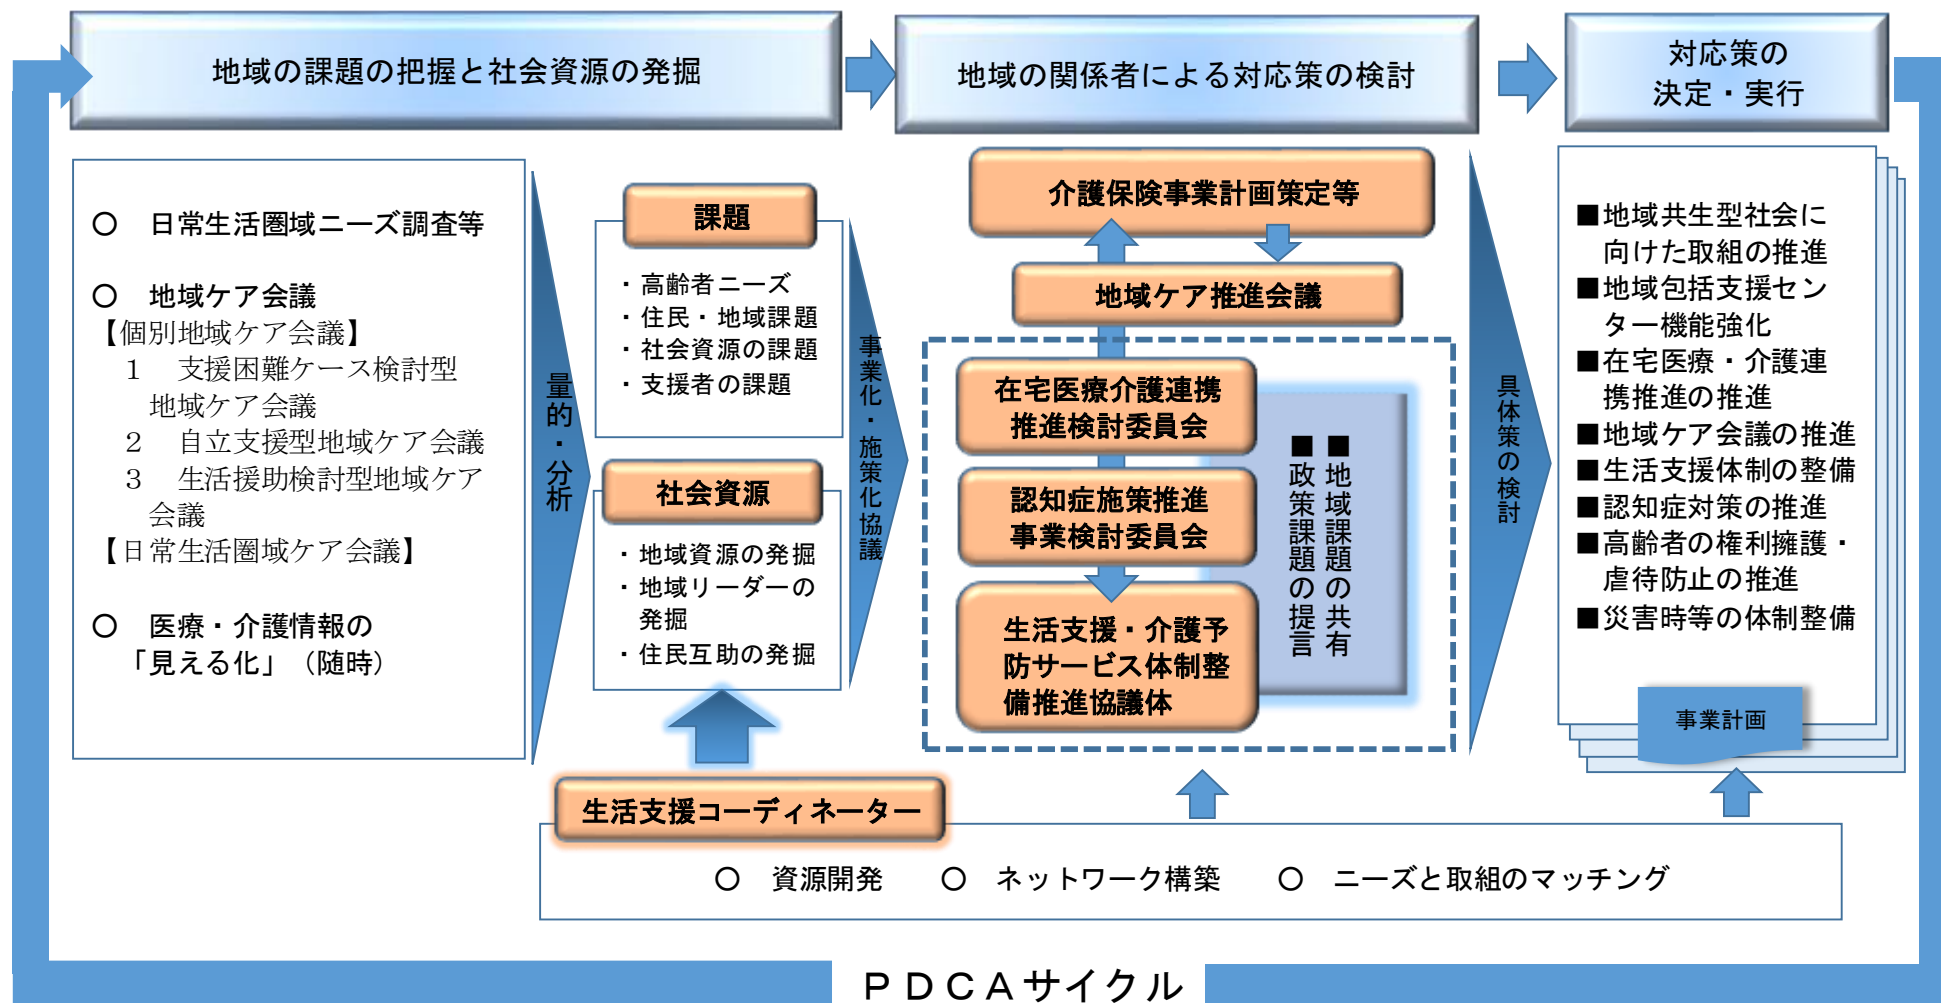 地域の課題の把握と社会資源の発掘
地域の関係者による対応策の検討
対応策の
決定・実行
○ 日常生活圏域ニーズ調査等
○ 地域ケア会議
【個別地域ケア会議】
１ 支援困難ケース検討型
地域ケア会議
２ 自立支援型地域ケア会議
３ 生活援助検討型地域ケア
会議
【日常生活圏域ケア会議】
○ 医療・介護情報の
「見える化」（随時）
量的・分析
課題
・高齢者ニーズ
・住民・地域課題
・社会資源の課題
・支援者の課題
社会資源
・地域資源の発掘
・地域リーダーの
発掘
・住民互助の発掘
事業化・施策化協議
介護保険事業計画策定等
地域ケア推進会議
在宅医療介護連携
推進検討委員会
認知症施策推進
事業検討委員会
生活支援・介護予
防サービス体制整
備推進協議体
■地域課題の共有
■政策課題の提言
具体策の検討
■地域共生型社会に
向けた取組の推進
■地域包括支援セン
ター機能強化
■在宅医療・介護連
携推進の推進
■地域ケア会議の推進
■生活支援体制の整備
■認知症対策の推進
■高齢者の権利擁護・
虐待防止の推進
■災害時等の体制整備
事業計画
生活支援コーディネーター
○ 資源開発 ○ ネットワーク構築 ○ ニーズと取組のマッチング
ＰＤＣＡサイクル